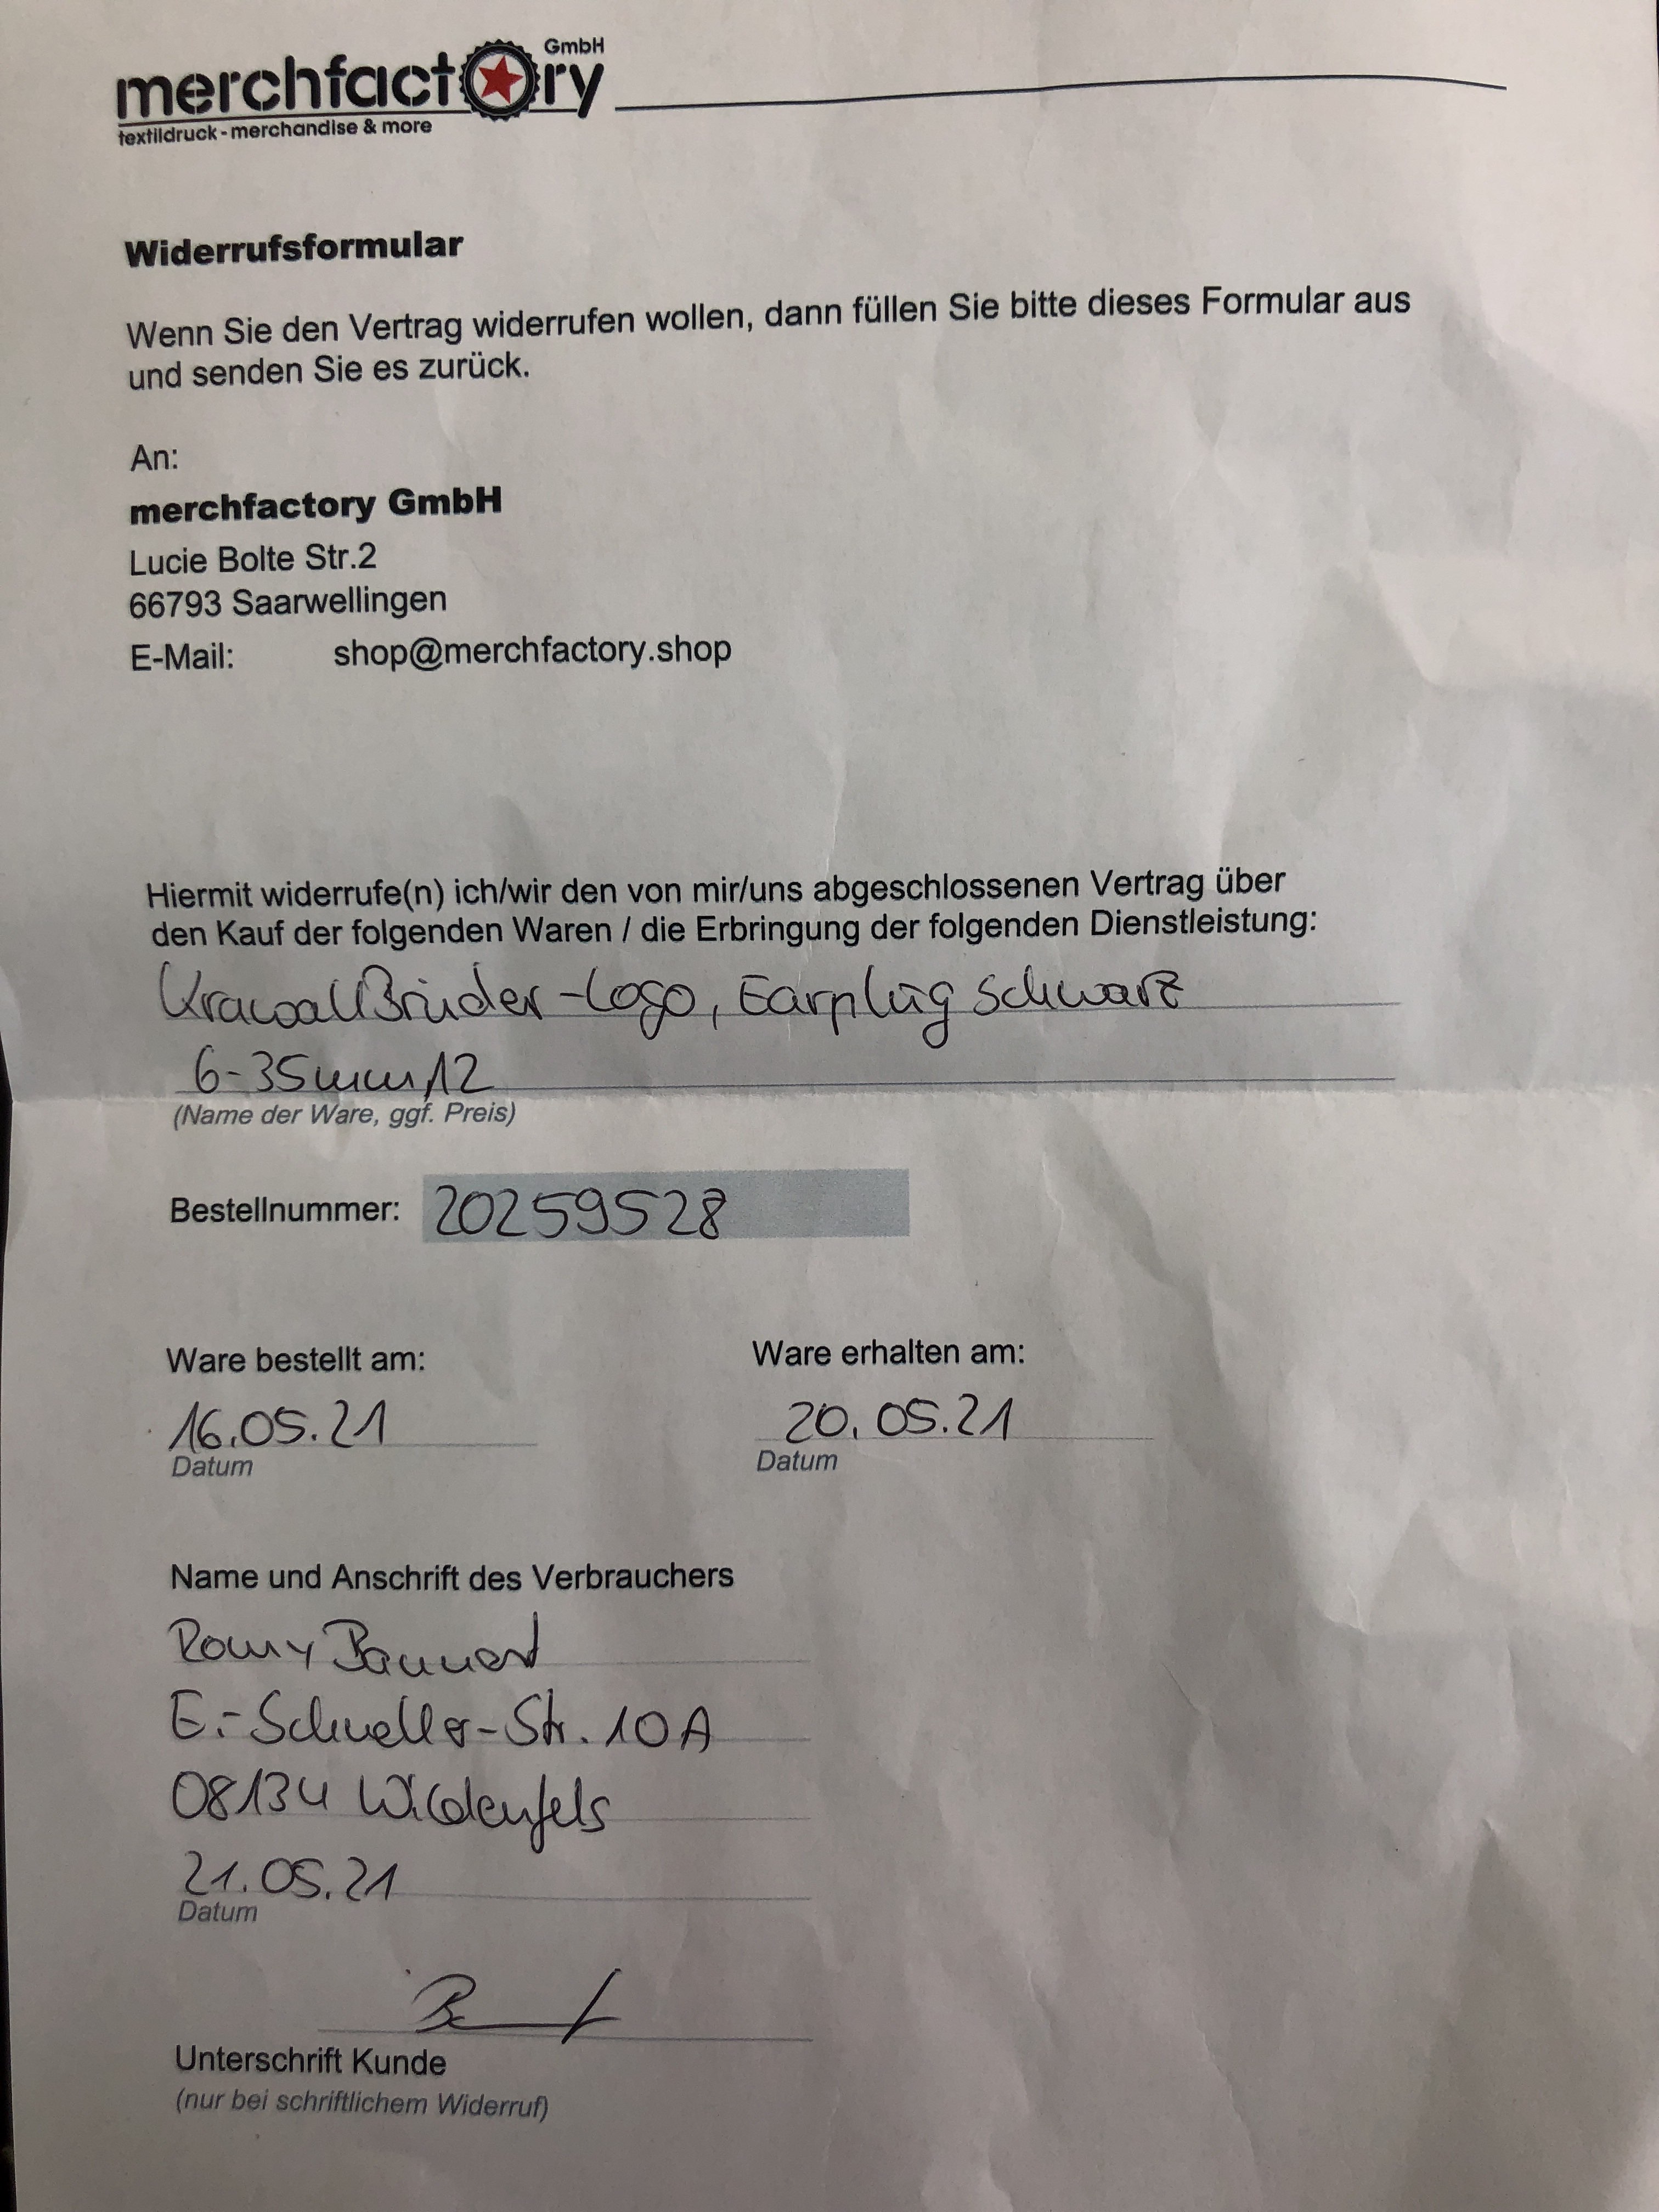 GmbH
merchfactory
textildruck - merchandise & more
Widerrufsformular
Wenn Sie den Vertrag widerrufen wollen, dann füllen Sie bitte dieses Formular aus
und senden Sie es zurück.
An:
merchfactory GmbH
Lucie Bolte Str.2
66793 Saarwellingen
E-Mail: shop@merchfactory.shop
Hiermit widerrufe(n) ich/wir den von mir/uns abgeschlossenen Vertrag über
den Kauf der folgenden Waren / die Erbringung der folgenden Dienstleistung:
KrawallBrüder-Logo, Earplug schwarz
6-35mm, 12
(Name der Ware, ggf. Preis)
Bestellnummer: 20259528
Ware bestellt am: Ware erhalten am:
16.05.21 20.05.21
Datum Datum
Name und Anschrift des Verbrauchers
Romy Bannert
E.-Schneller-Str. 10A
08134 Wildenfels
21.05.21
Datum
Unterschrift Kunde
(nur bei schriftlichem Widerruf)